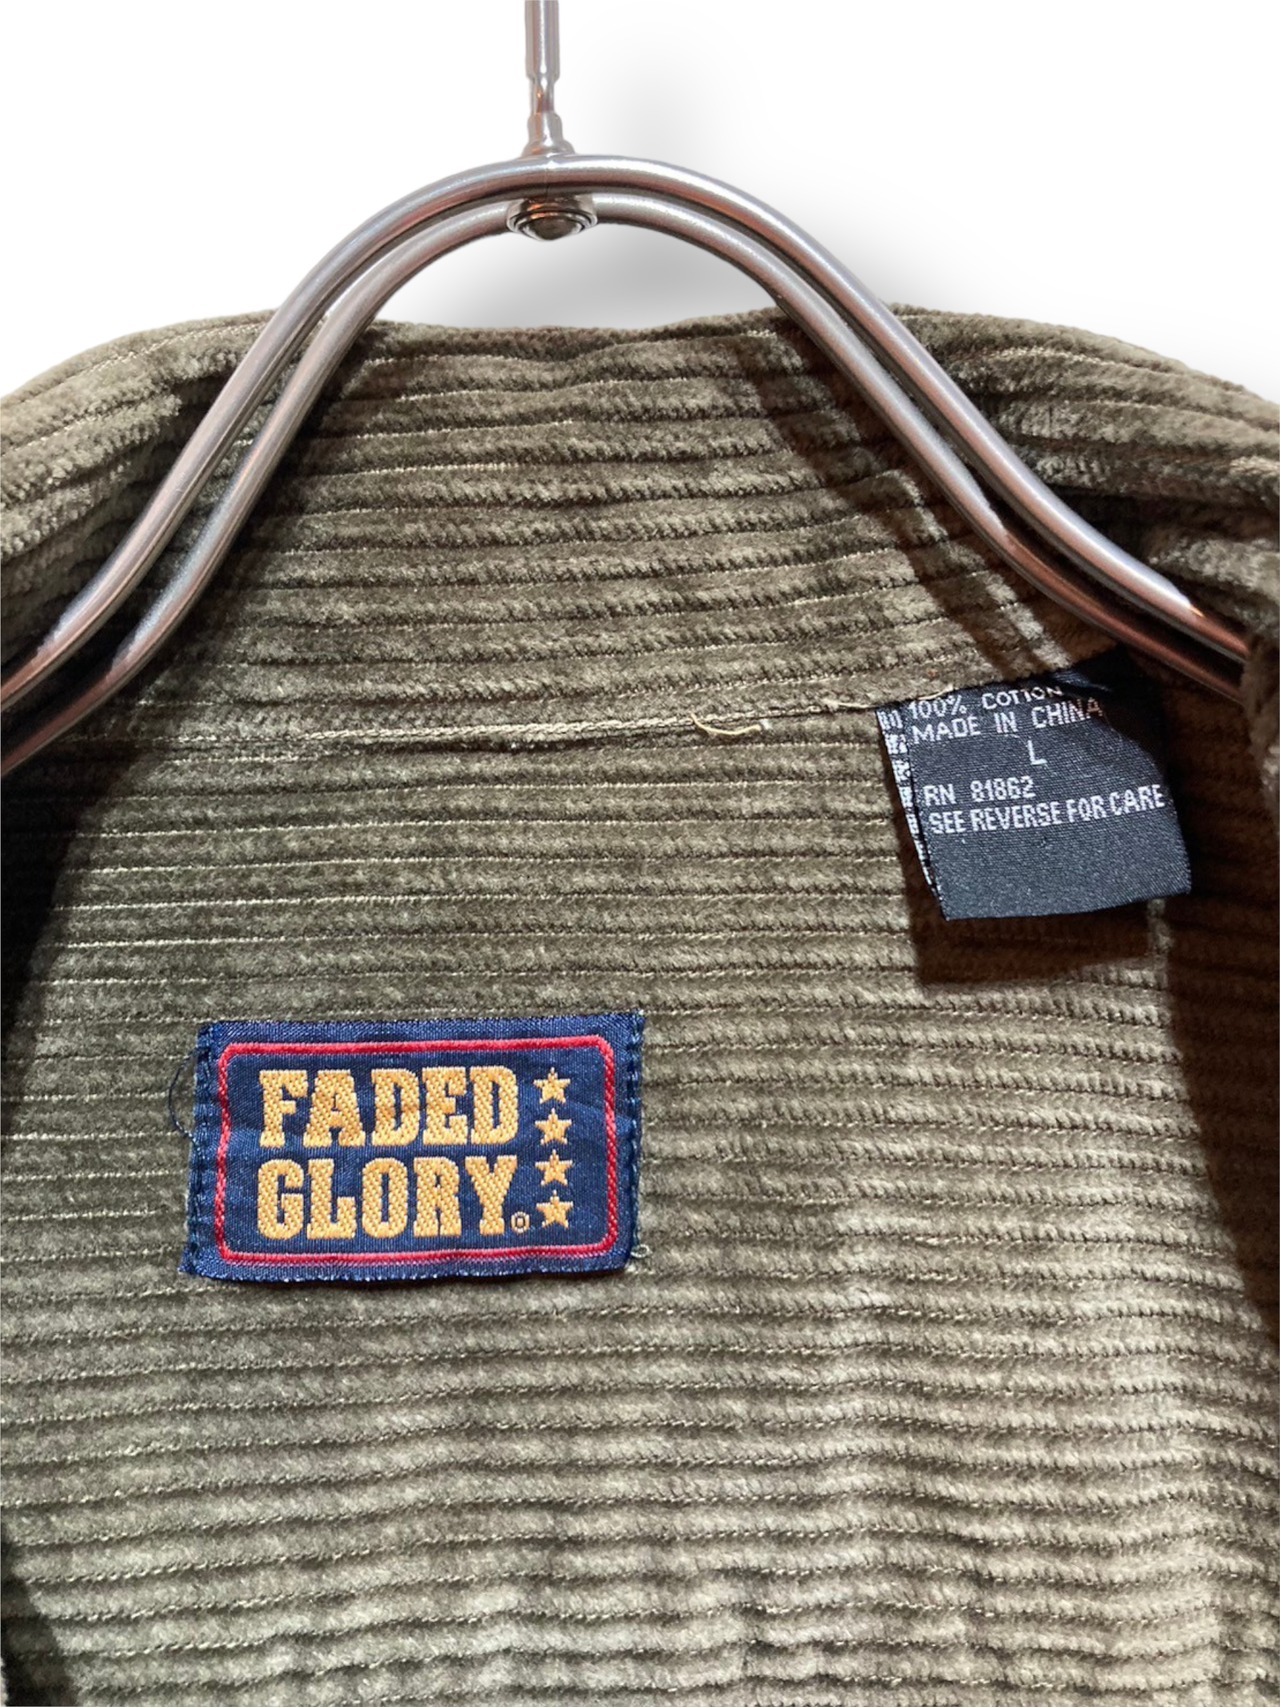 100% COTTON
MADE IN CHINA
L
RN 81862
SEE REVERSE FOR CARE
FADED
GLORY®